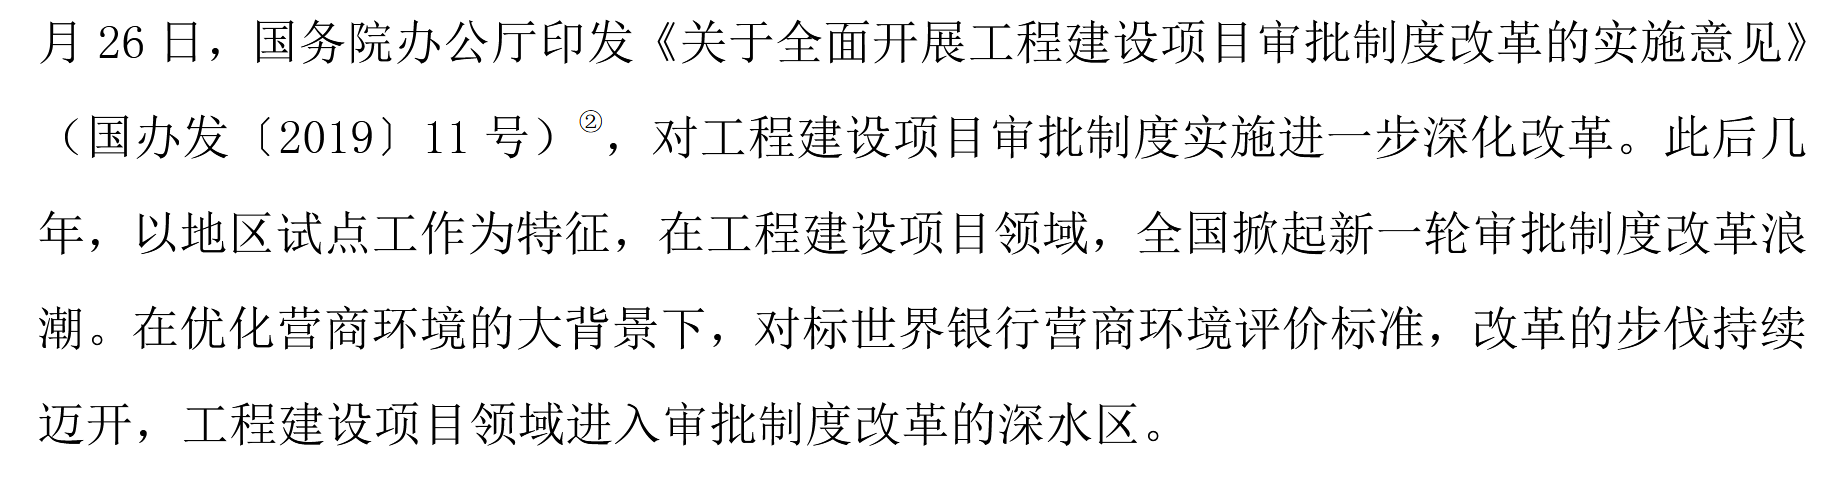 月 26 日，国务院办公厅印发《关于全面开展工程建设项目审批制度改革的实施意见》
（国办发〔2019〕11 号）②，对工程建设项目审批制度实施进一步深化改革。此后几
年，以地区试点工作为特征，在工程建设项目领域，全国掀起新一轮审批制度改革浪
潮。在优化营商环境的大背景下，对标世界银行营商环境评价标准，改革的步伐持续
迈开，工程建设项目领域进入审批制度改革的深水区。